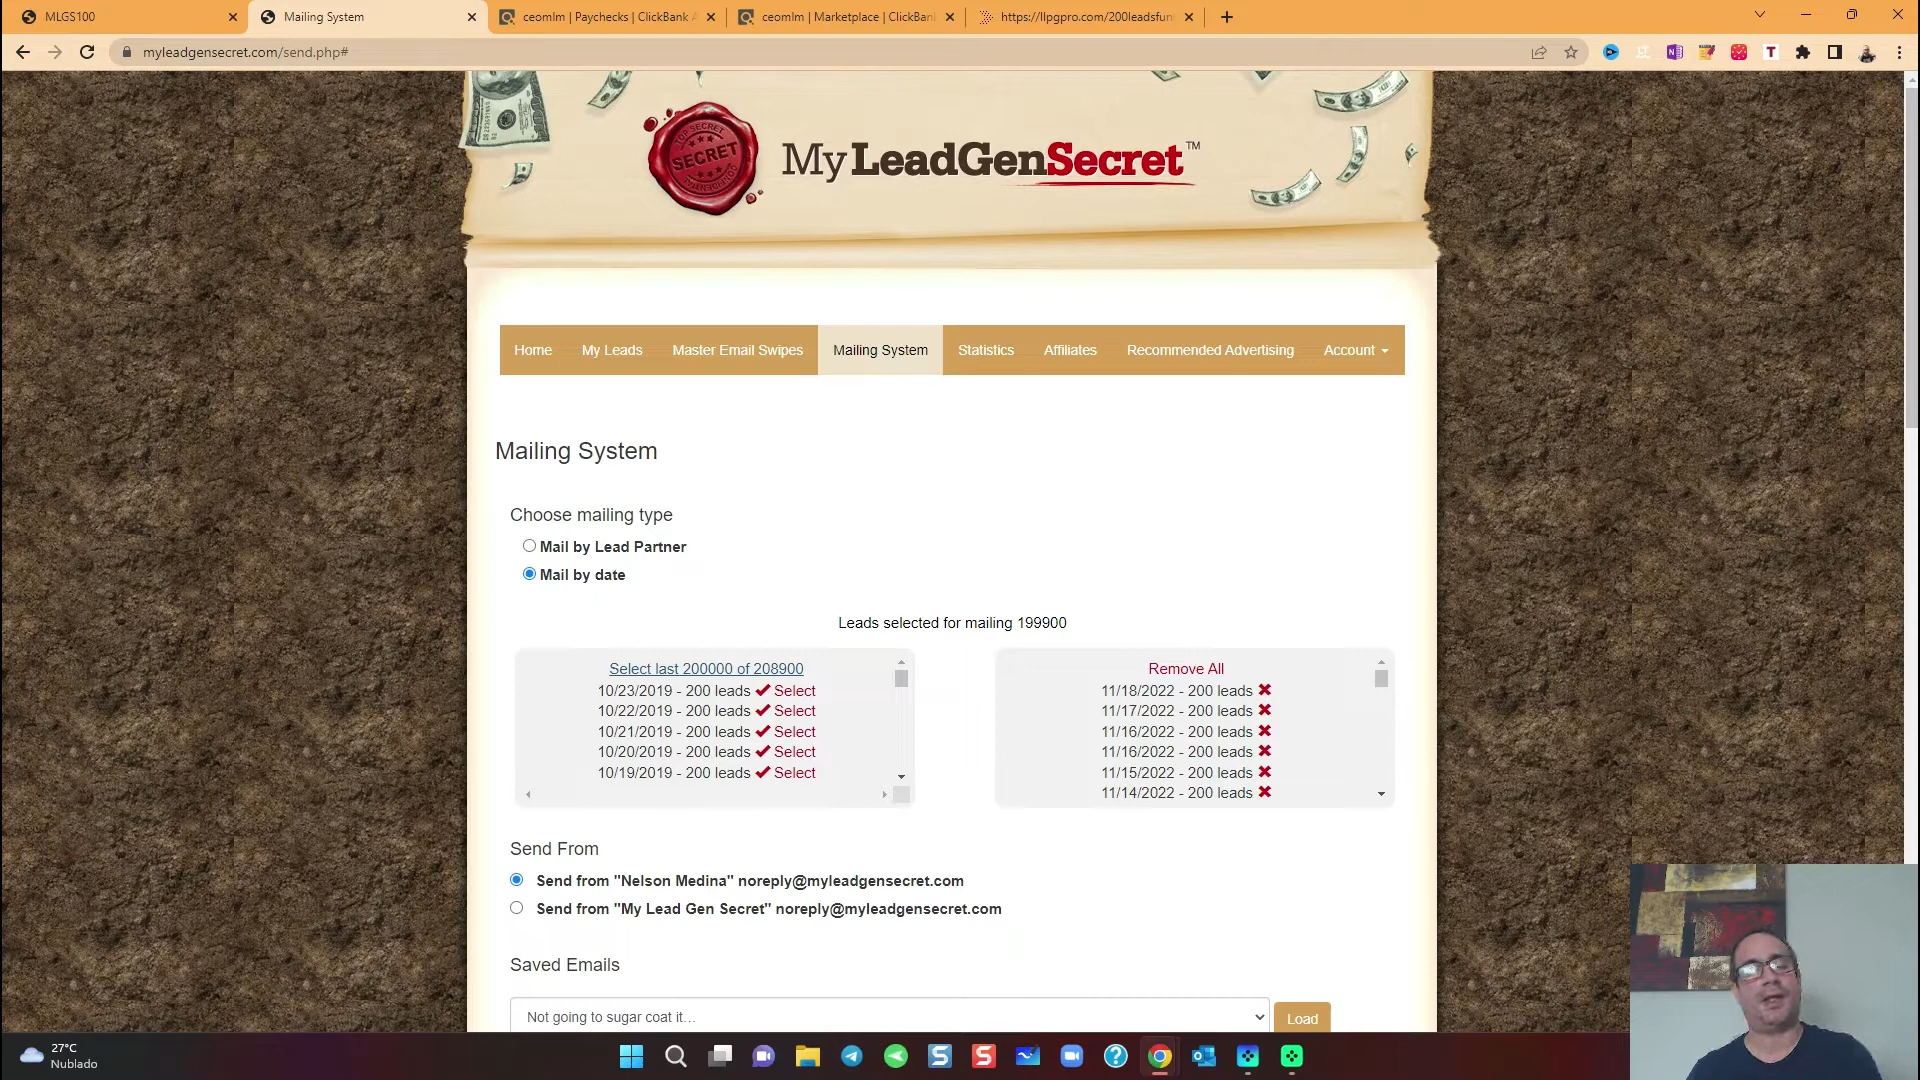 MLGS100
Mailing System
ceomlm | Paychecks | ClickBank A
ceomlm | Marketplace | ClickBan
https://llpgpro.com/200leadsfun
myleadgensecret.com/send.php#
TOP SECRET
SECRET
CONFIDENTIAL
MyLeadGenSecret™
Home
My Leads
Master Email Swipes
Mailing System
Statistics
Affiliates
Recommended Advertising
Account
Mailing System
Choose mailing type
Mail by Lead Partner
Mail by date
Leads selected for mailing 199900
Select last 200000 of 208900
10/23/2019 - 200 leads Select
10/22/2019 - 200 leads Select
10/21/2019 - 200 leads Select
10/20/2019 - 200 leads Select
10/19/2019 - 200 leads Select
Remove All
11/18/2022 - 200 leads
11/17/2022 - 200 leads
11/16/2022 - 200 leads
11/16/2022 - 200 leads
11/15/2022 - 200 leads
11/14/2022 - 200 leads
Send From
Send from "Nelson Medina" noreply@myleadgensecret.com
Send from "My Lead Gen Secret" noreply@myleadgensecret.com
Saved Emails
Not going to sugar coat it…
Load
27°C
Nublado